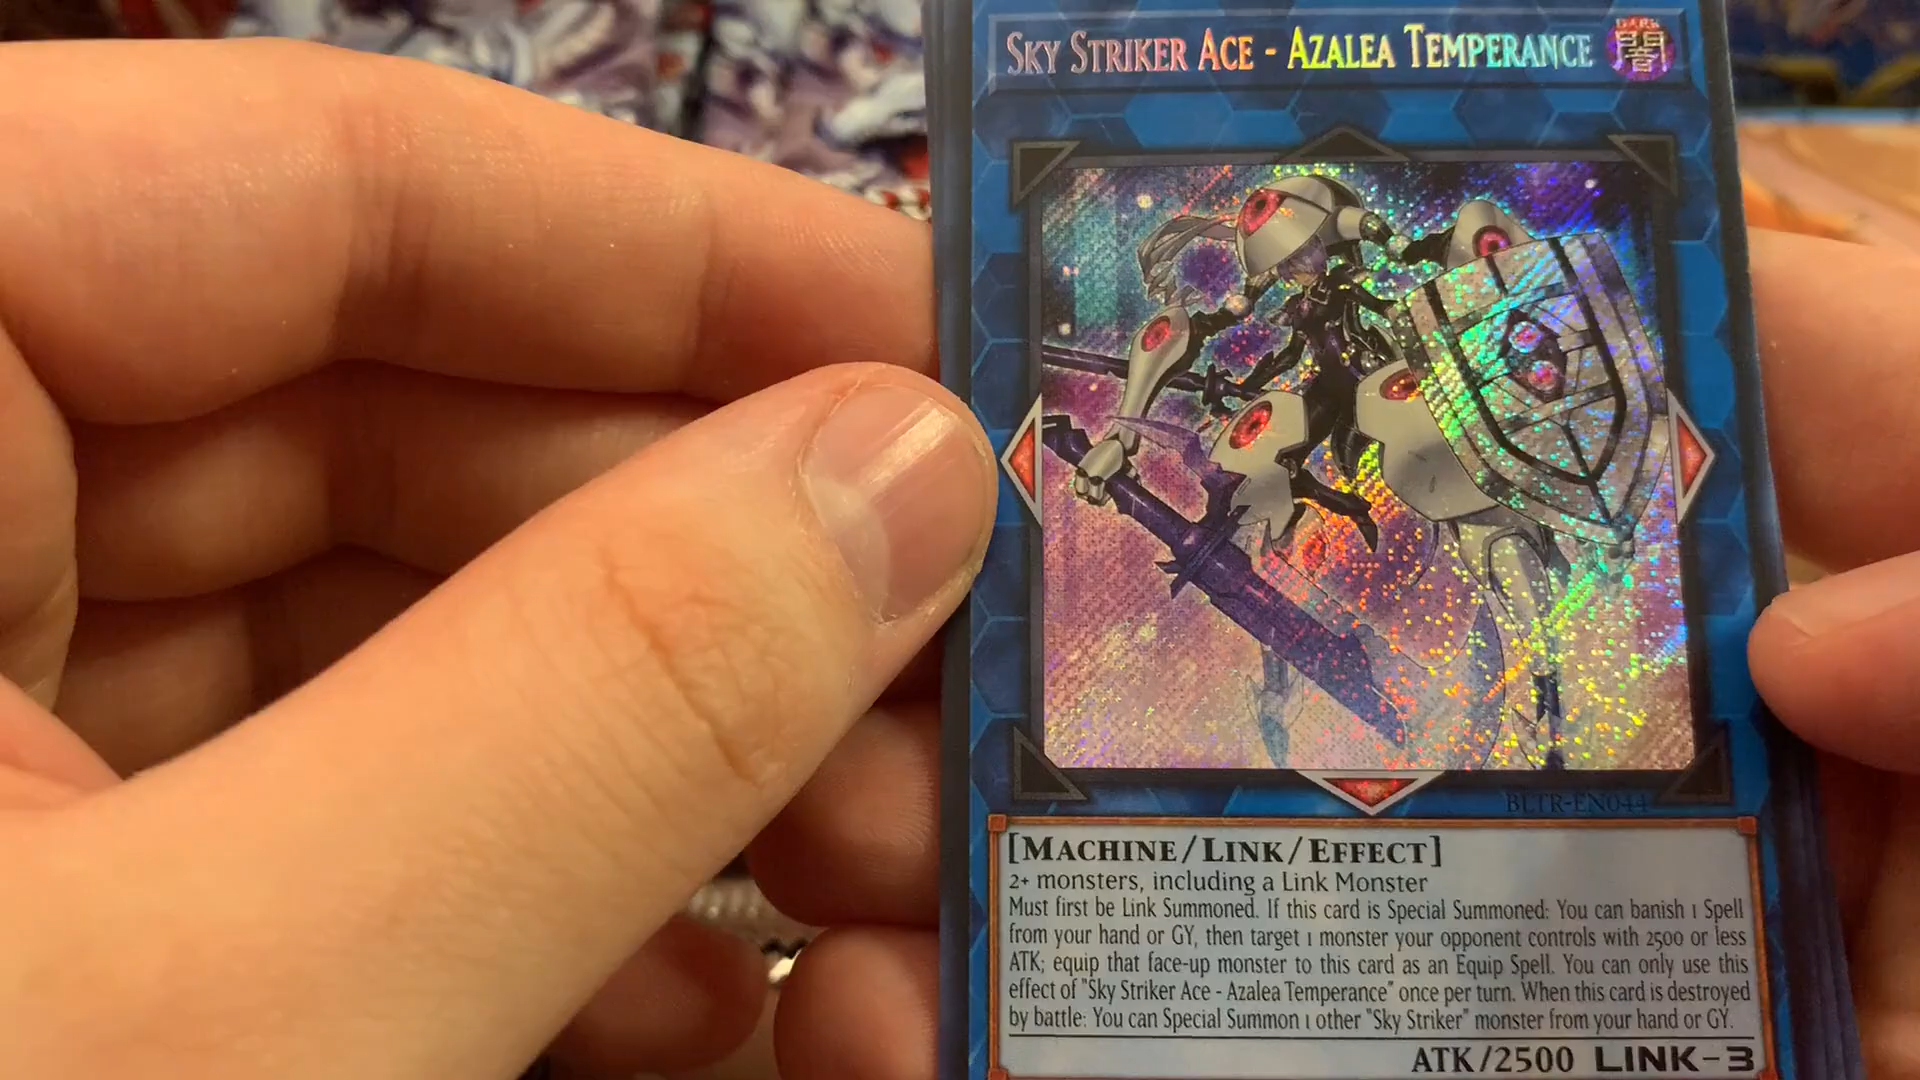 SKY STRIKER ACE - AZALEA TEMPERANCE
DARK
闇
BLTR-EN044
[MACHINE/LINK/EFFECT]
2+ monsters, including a Link Monster
Must first be Link Summoned. If this card is Special Summoned: You can banish 1 Spell
from your hand or GY, then target 1 monster your opponent controls with 2500 or less
ATK; equip that face-up monster to this card as an Equip Spell. You can only use this
effect of "Sky Striker Ace - Azalea Temperance" once per turn. When this card is destroyed
by battle: You can Special Summon 1 other "Sky Striker" monster from your hand or GY.
ATK/2500 LINK-3